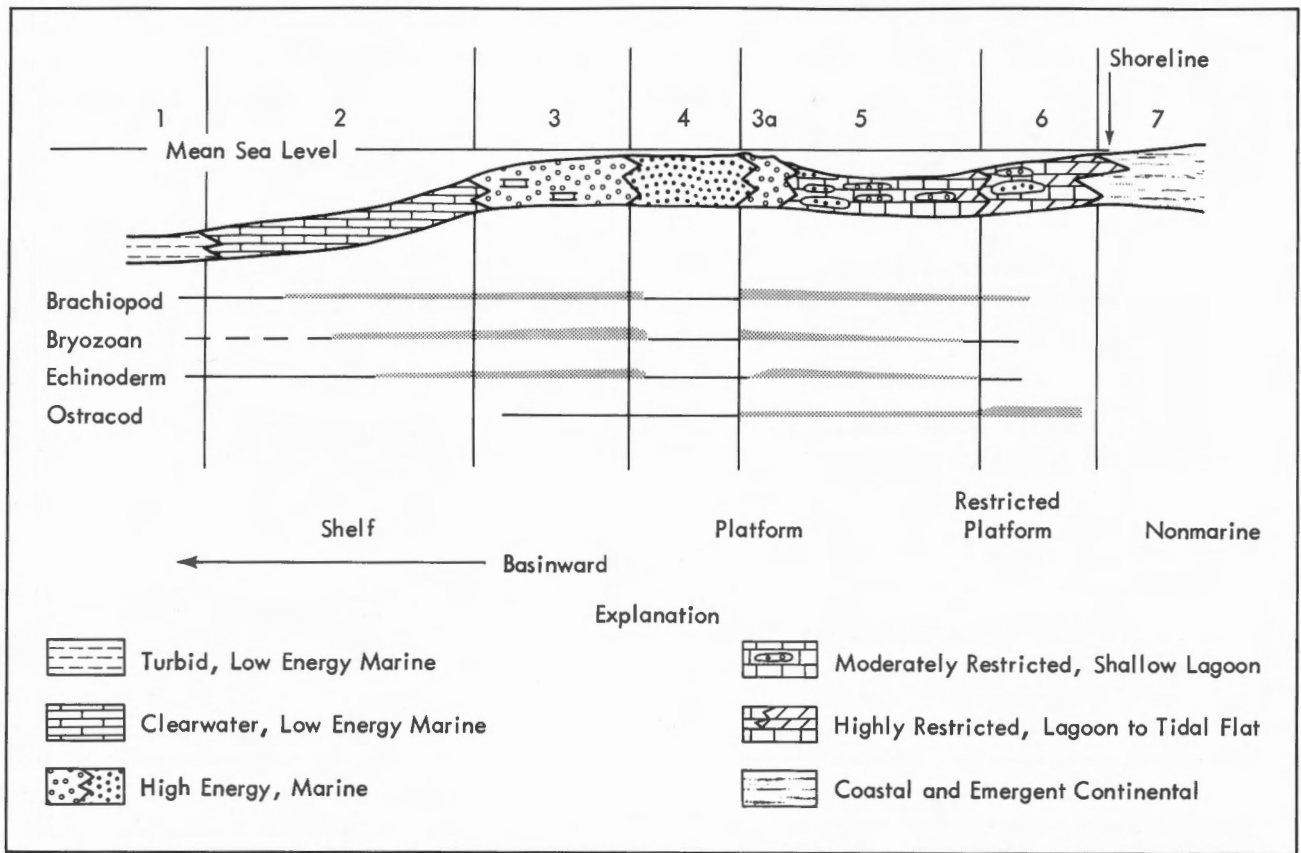 Shoreline
1 2 3 4 3a 5 6 7
Mean Sea Level
Brachiopod
Bryozoan
Echinoderm
Ostracod
Shelf
Platform
Restricted
Platform
Nonmarine
Basinward
Explanation
Turbid, Low Energy Marine
Clearwater, Low Energy Marine
High Energy, Marine
Moderately Restricted, Shallow Lagoon
Highly Restricted, Lagoon to Tidal Flat
Coastal and Emergent Continental